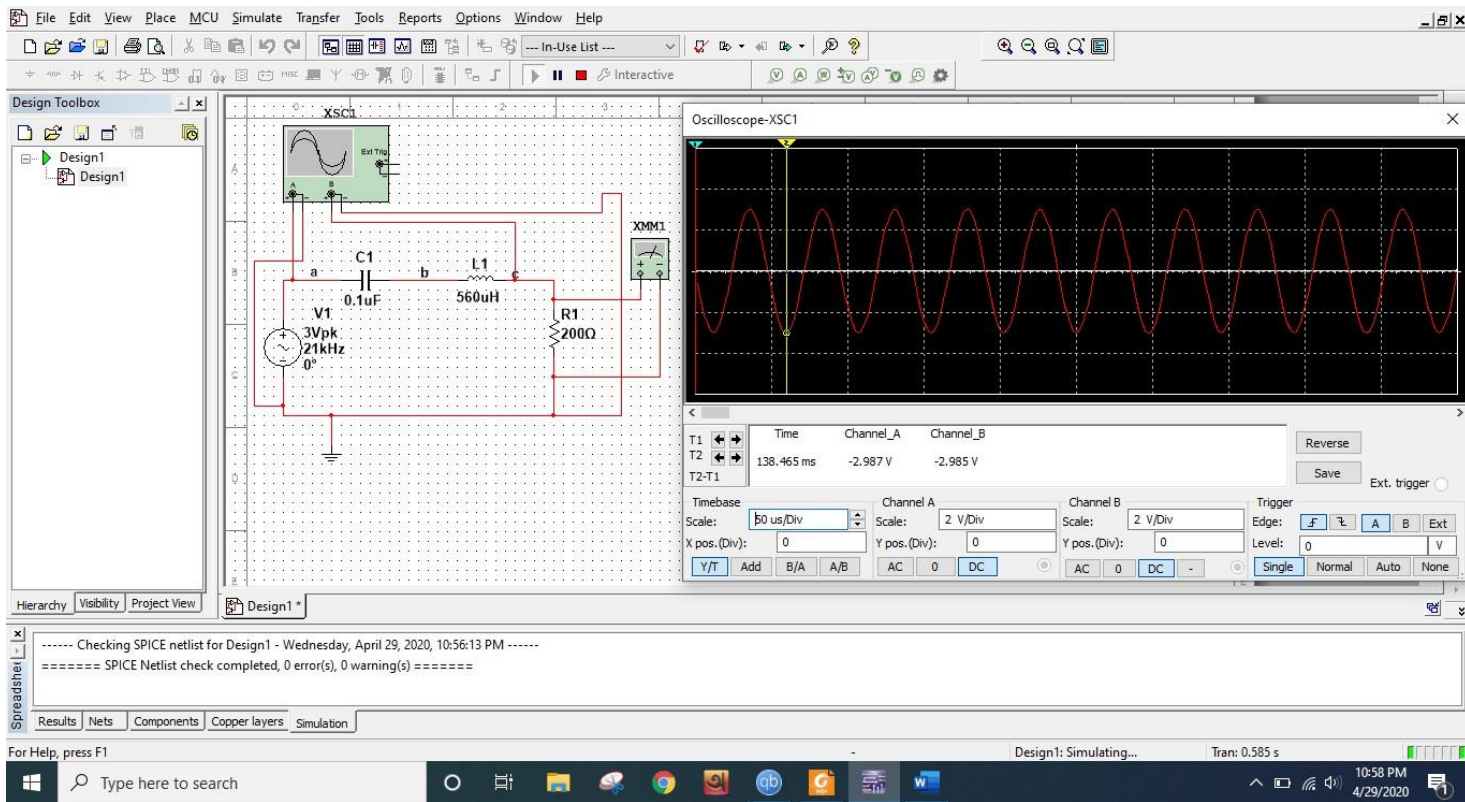 File Edit View Place MCU Simulate Transfer Tools Reports Options Window Help
--- In-Use List ---
Interactive
Design Toolbox
Design1
Design1
Hierarchy Visibility Project View
0 1 2 3
A
B
C
D
E
XSC1
Ext Trig
A B
XMM1
a
C1
0.1uF
b
L1
560uH
c
V1
3Vpk
21kHz
0°
R1
200Ω
Design1 *
Oscilloscope-XSC1
Time Channel_A Channel_B
T1
T2 138.465 ms -2.987 V -2.985 V
T2-T1
Reverse
Save
Ext. trigger
Timebase Channel A Channel B Trigger
Scale: 50 us/Div Scale: 2 V/Div Scale: 2 V/Div Edge: A B Ext
X pos.(Div): 0 Y pos.(Div): 0 Y pos.(Div): 0 Level: 0 V
Y/T Add B/A A/B AC 0 DC AC 0 DC - Single Normal Auto None
------ Checking SPICE netlist for Design1 - Wednesday, April 29, 2020, 10:56:13 PM ------
======= SPICE Netlist check completed, 0 error(s), 0 warning(s) =======
Results Nets Components Copper layers Simulation
For Help, press F1 - Design1: Simulating... Tran: 0.585 s
Type here to search
10:58 PM
4/29/2020